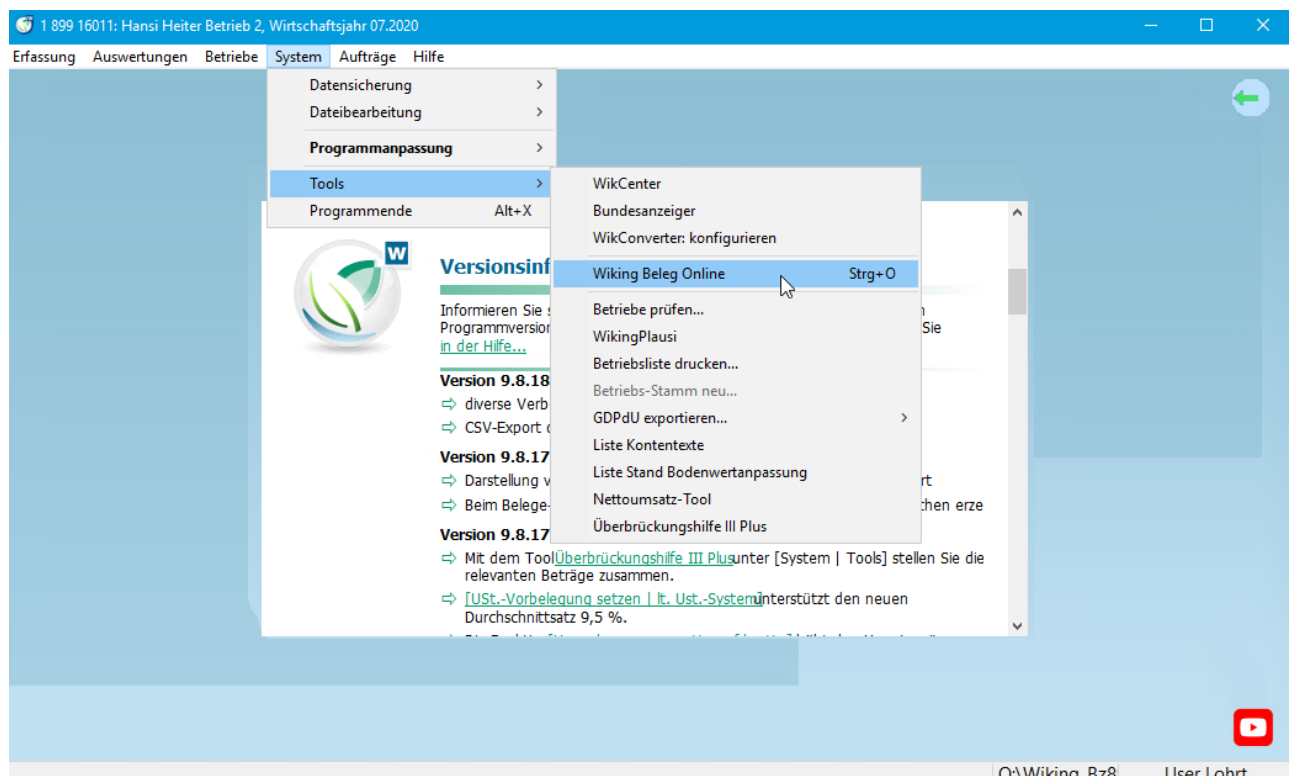 1 899 16011: Hansi Heiter Betrieb 2, Wirtschaftsjahr 07.2020
Erfassung Auswertungen Betriebe System Aufträge Hilfe
Datensicherung
Dateibearbeitung
Programmanpassung
Tools
Programmende Alt+X
WikCenter
Bundesanzeiger
WikConverter: konfigurieren
Wiking Beleg Online Strg+O
Betriebe prüfen...
WikingPlausi
Betriebsliste drucken...
Betriebs-Stamm neu...
GDPdU exportieren...
Liste Kontentexte
Liste Stand Bodenwertanpassung
Nettoumsatz-Tool
Überbrückungshilfe III Plus
W
Versionsinf
Informieren Sie
Programmversion Sie
in der Hilfe...
Version 9.8.18
diverse Verb
CSV-Export
Version 9.8.17
Darstellung v rt
Beim Belege- chen erze
Version 9.8.17
Mit dem ToolÜberbrückungshilfe III Plusunter [System | Tools] stellen Sie die
relevanten Beträge zusammen.
[USt.-Vorbelegung setzen | lt. Ust.-System]unterstützt den neuen
Durchschnittsatz 9,5 %.
O:\Wiking_Bz8 User Lohrt